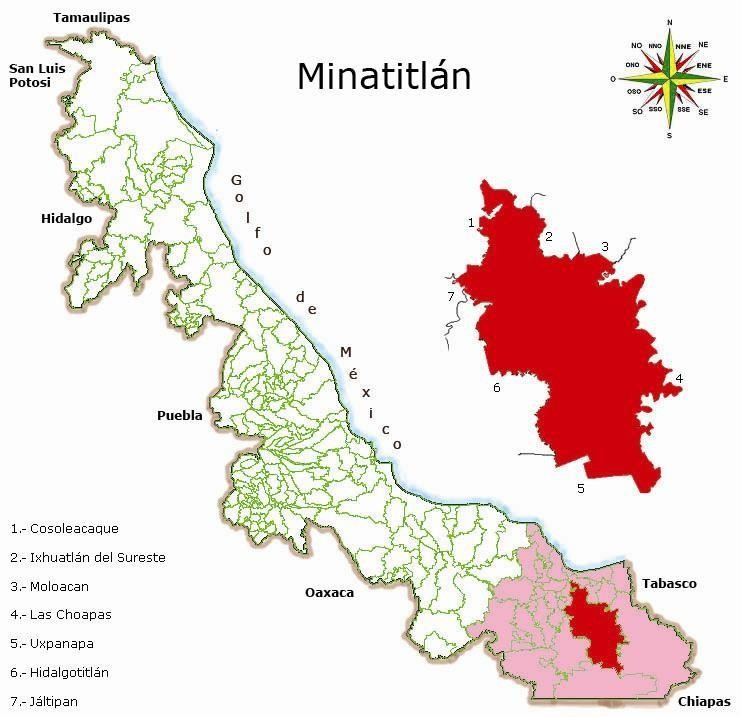 Tamaulipas
Minatitlán
San Luis
Potosi
Hidalgo
Puebla
Oaxaca
Tabasco
Chiapas
Golfo de México
N
NNO
NNE
NO
NE
ONO
ENE
O
E
OSO
ESE
SO
SSO
SSE
SE
S
1
2
3
7
4
6
5
1.- Cosoleacaque
2.- Ixhuatlán del Sureste
3.- Moloacan
4.- Las Choapas
5.- Uxpanapa
6.- Hidalgotitlán
7.- Jáltipan